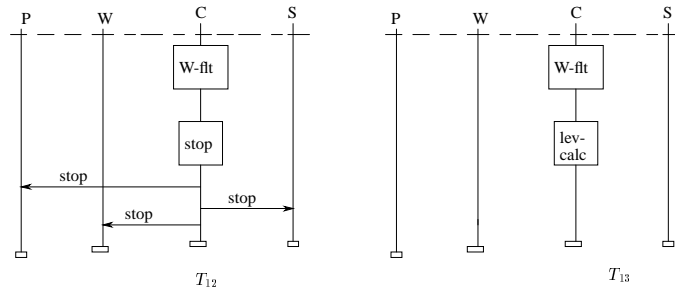 P W C S
W-flt
stop
stop
stop
stop
T12
P W C S
W-flt
lev-
calc
T13